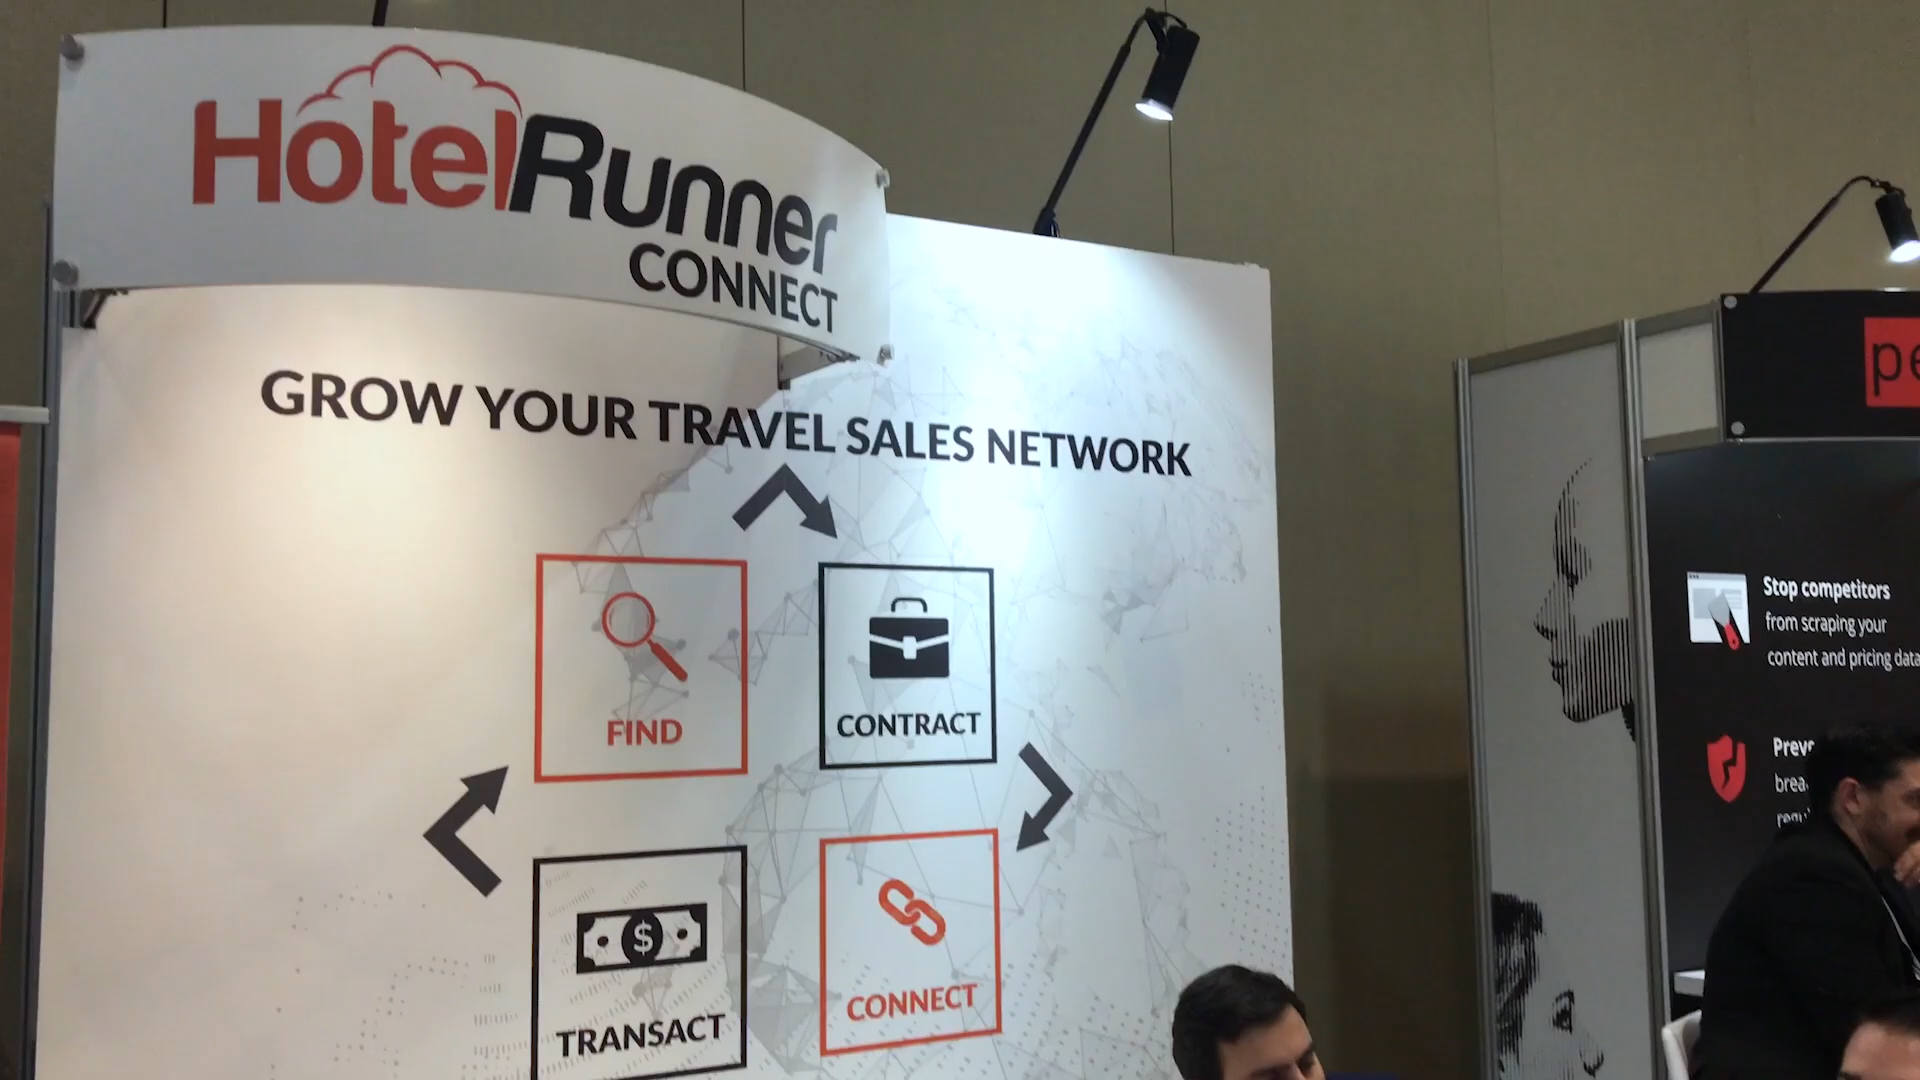 HotelRunner
CONNECT
GROW YOUR TRAVEL SALES NETWORK
FIND
CONTRACT
TRANSACT
$
CONNECT
pe
Stop competitors
from scraping your
content and pricing data